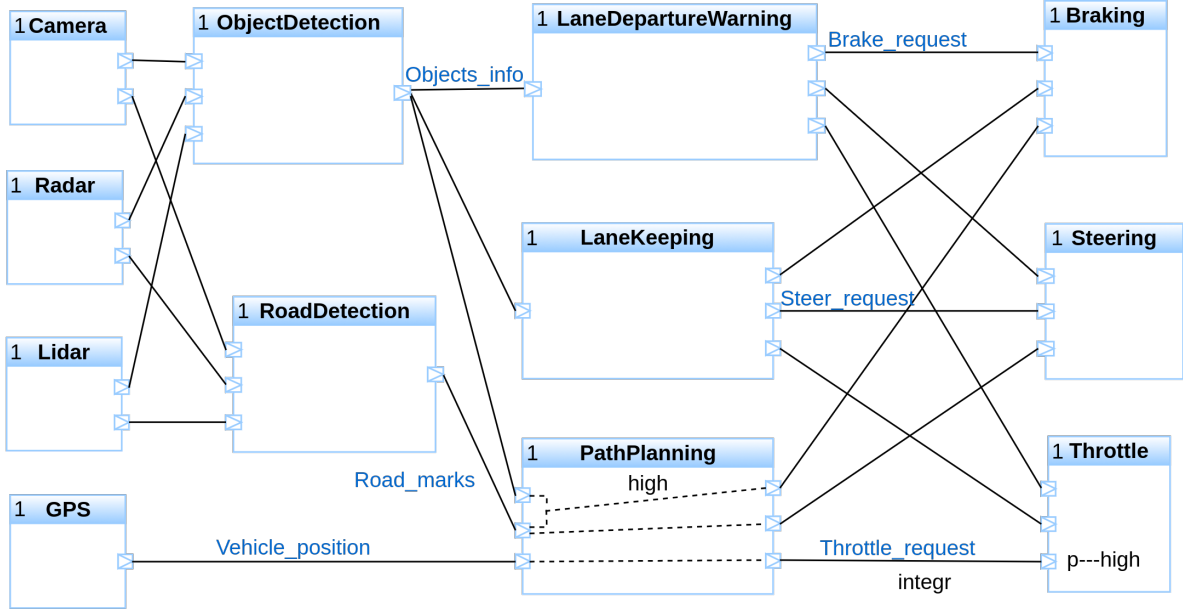 1 Camera
1 ObjectDetection
1 LaneDepartureWarning
1 Braking
Brake_request
Objects_info
1 Radar
1 LaneKeeping
1 Steering
Steer_request
1 RoadDetection
1 Lidar
1 PathPlanning
1 Throttle
Road_marks
high
1 GPS
Vehicle_position
Throttle_request
p---high
integr